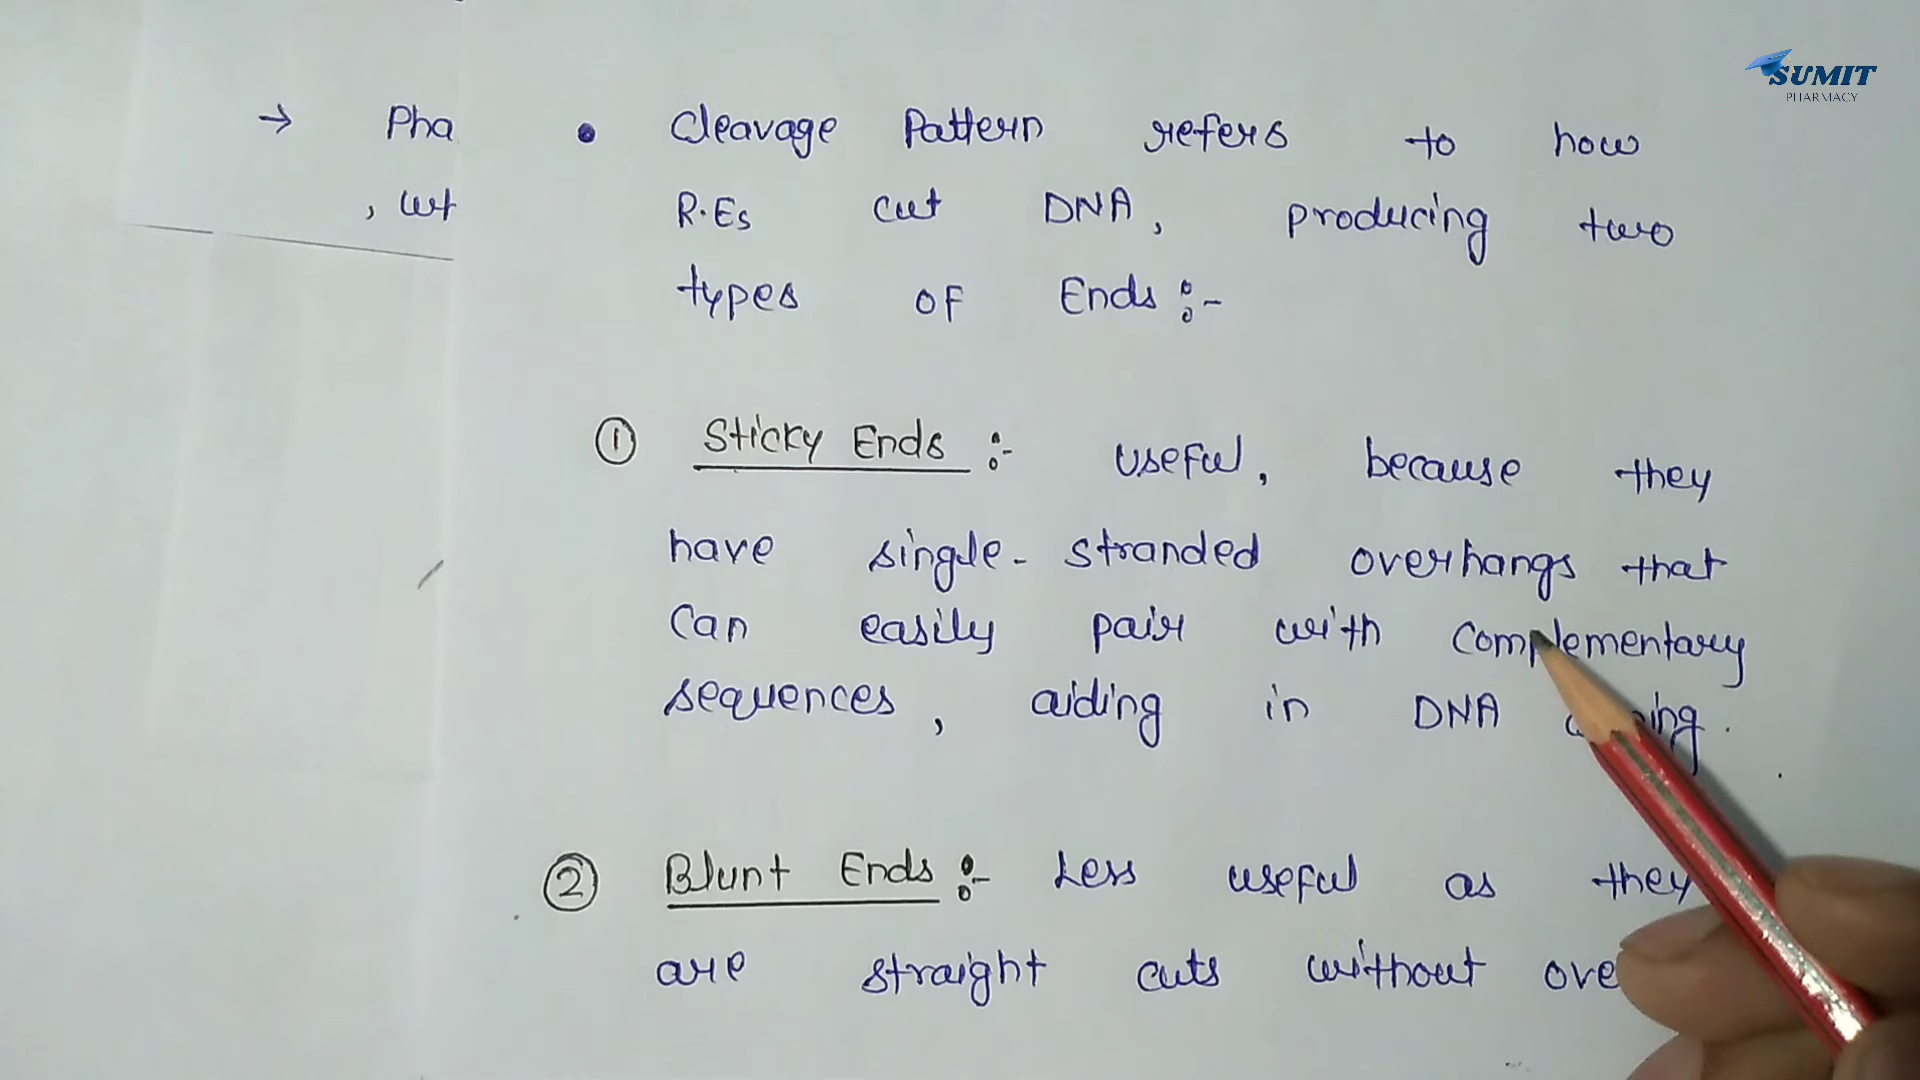 SUMIT
PHARMACY
→ Pha
, wh
• Cleavage Pattern refers to how
R.Es cut DNA, producing two
types of Ends :-
① Sticky Ends :- Useful, because they
have single-stranded overhangs that
Can easily pair with complementary
sequences, aiding in DNA
② Blunt Ends :- Less useful as they
are straight cuts without